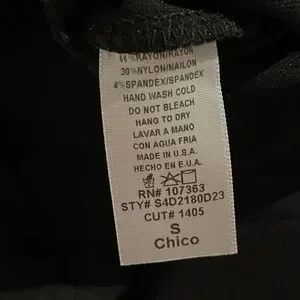 66%RAYON/RAYON
30%NYLON/NAILON
4%SPANDEX/SPANDEX
HAND WASH COLD
DO NOT BLEACH
HANG TO DRY
LAVAR A MANO
CON AGUA FRIA
MADE IN U.S.A.
HECHO EN E.U.A.
RN# 107363
STY# S4D2180D23
CUT# 1405
S
Chico